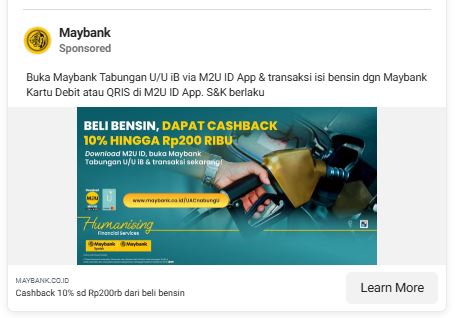 Maybank
Sponsored
Buka Maybank Tabungan U/U iB via M2U ID App & transaksi isi bensin dgn Maybank
Kartu Debit atau QRIS di M2U ID App. S&K berlaku
BELI BENSIN, DAPAT CASHBACK
10% HINGGA Rp200 RIBU
Download M2U ID, buka Maybank
Tabungan U/U iB & transaksi sekarang!
M2U
www.maybank.co.id/UACnabungU
Humanising
Financial Services
Maybank
Maybank
MAYBANK.CO.ID
Cashback 10% sd Rp200rb dari beli bensin
Learn More